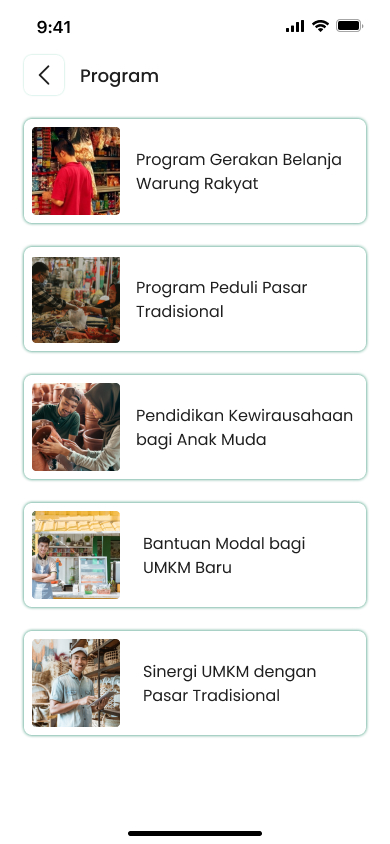 9:41
Program
Program Gerakan Belanja
Warung Rakyat
Program Peduli Pasar
Tradisional
Pendidikan Kewirausahaan
bagi Anak Muda
Bantuan Modal bagi
UMKM Baru
Sinergi UMKM dengan
Pasar Tradisional